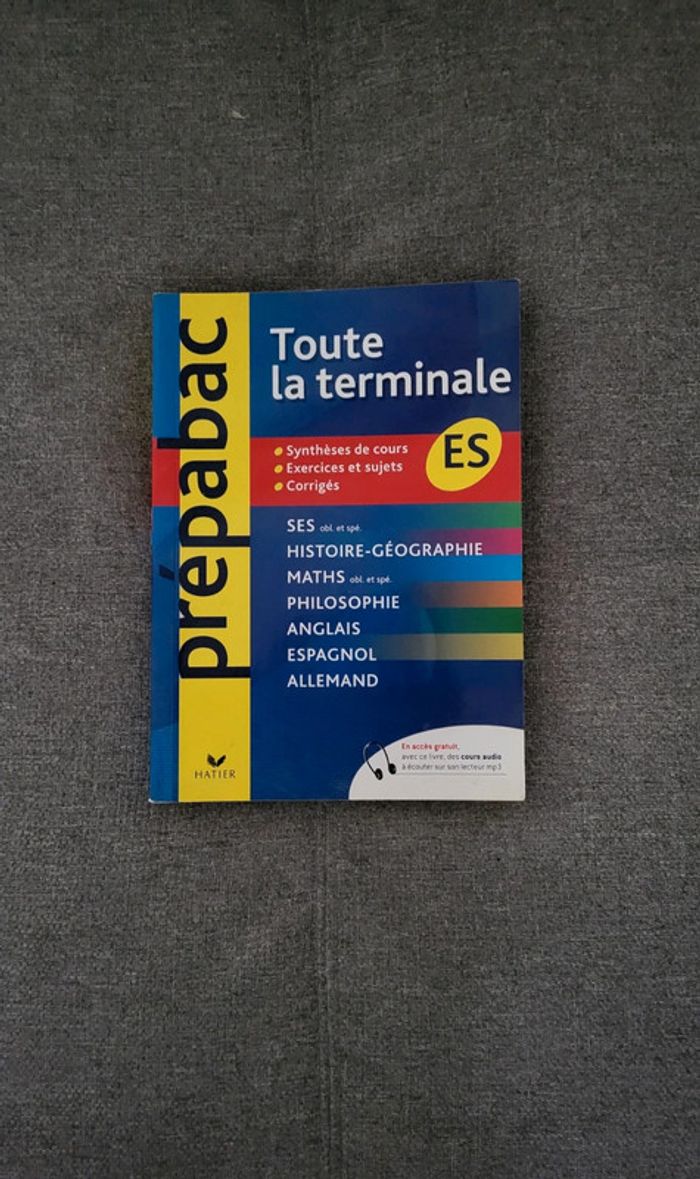 prépabac
Toute
la terminale
ES
Synthèses de cours
Exercices et sujets
Corrigés
SES obl. et spé.
HISTOIRE-GÉOGRAPHIE
MATHS obl. et spé.
PHILOSOPHIE
ANGLAIS
ESPAGNOL
ALLEMAND
HATIER
En accès gratuit,
avec ce livre, des cours audio
à écouter sur son lecteur mp3